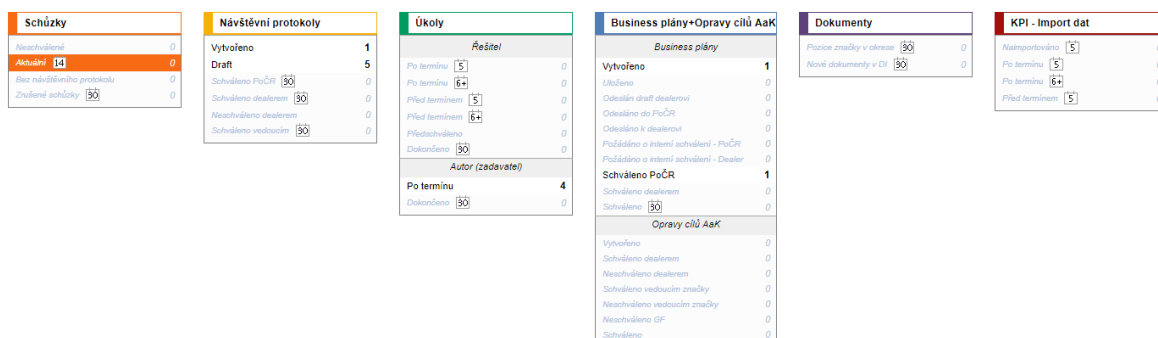 Schůzky
Neschválené 0
Aktuální 14 0
Bez návštěvního protokolu 0
Zrušené schůzky 30 0
Návštěvní protokoly
Vytvořeno 1
Draft 5
Schváleno PoČR 30 0
Schváleno dealerem 30 0
Neschváleno dealerem 0
Schváleno vedoucím 30 0
Úkoly
Řešitel
Po termínu 5 0
Po termínu 6+ 0
Před termínem 5 0
Před termínem 6+ 0
Předschváleno 0
Dokončeno 30 0
Autor (zadavatel)
Po termínu 4
Dokončeno 30 0
Business plány+Opravy cílů AaK
Business plány
Vytvořeno 1
Uloženo 0
Odeslán draft dealerovi 0
Odesláno do PoČR 0
Odesláno k dealerovi 0
Požádáno o interní schválení - PoČR 0
Požádáno o interní schválení - Dealer 0
Schváleno PoČR 1
Schváleno dealerem 0
Schváleno 30 0
Opravy cílů AaK
Vytvořeno 0
Schváleno dealerem 0
Neschváleno dealerem 0
Schváleno vedoucím značky 0
Neschváleno vedoucím značky 0
Neschváleno GF 0
Schváleno 0
Dokumenty
Pozice značky v okrese 30 0
Nové dokumenty v DI 30 0
KPI - Import dat
Naimportováno 5 0
Po termínu 5 0
Po termínu 6+ 0
Před termínem 5 0